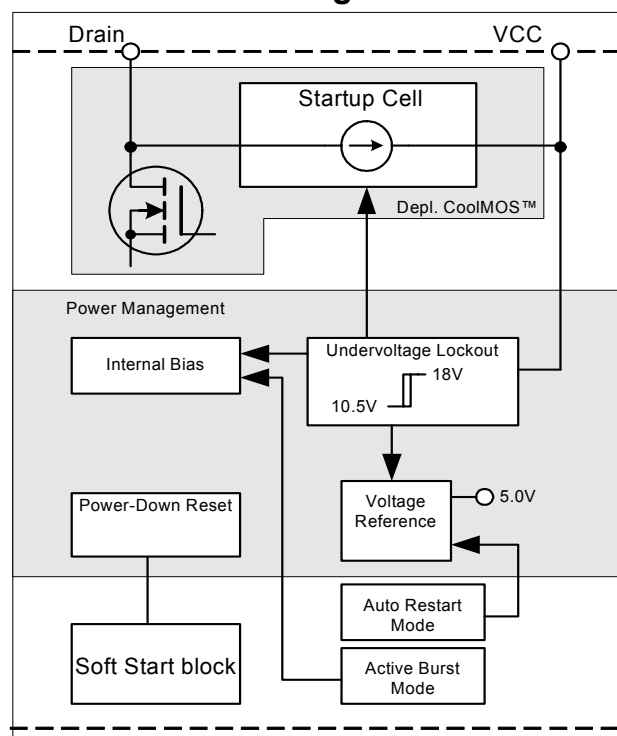 Drain
VCC
Startup Cell
Depl. CoolMOS™
Power Management
Internal Bias
Undervoltage Lockout
18V
10.5V
Power-Down Reset
Voltage
Reference
5.0V
Auto Restart
Mode
Soft Start block
Active Burst
Mode